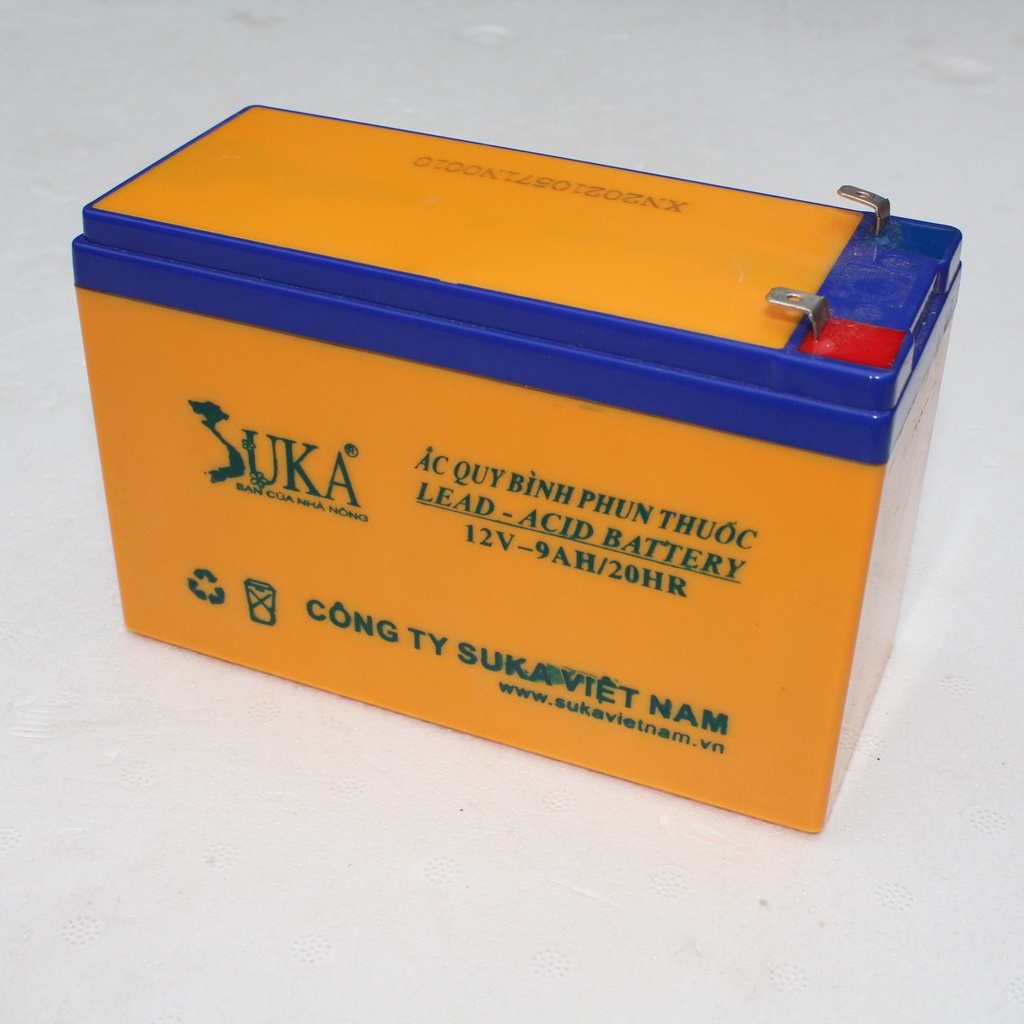 XN20210571N0010
SUKA®
BẠN CỦA NHÀ NÔNG
ẮC QUY BÌNH PHUN THUỐC
LEAD - ACID BATTERY
12V-9AH/20HR
CÔNG TY SUKA VIỆT NAM
www.sukavietnam.vn